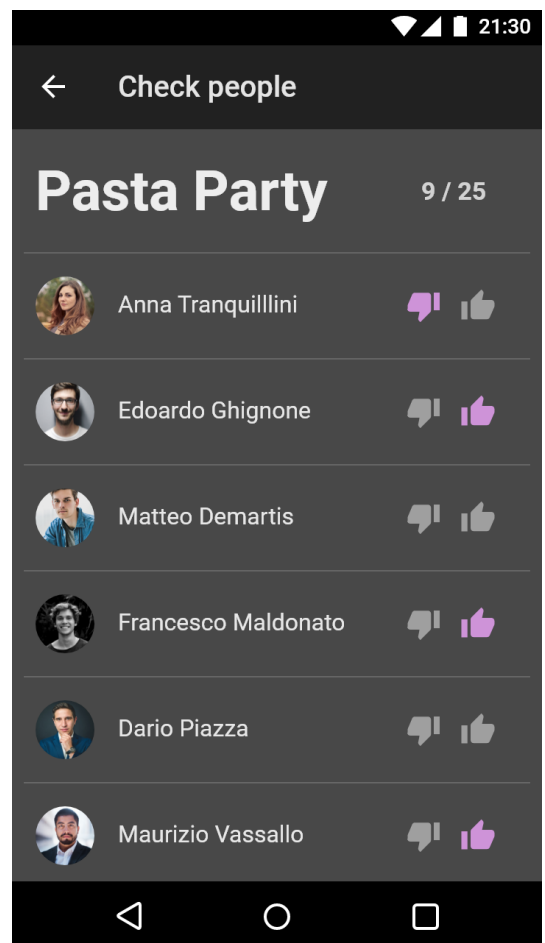 21:30
Check people
Pasta Party 9 / 25
Anna Tranquilllini
Edoardo Ghignone
Matteo Demartis
Francesco Maldonato
Dario Piazza
Maurizio Vassallo